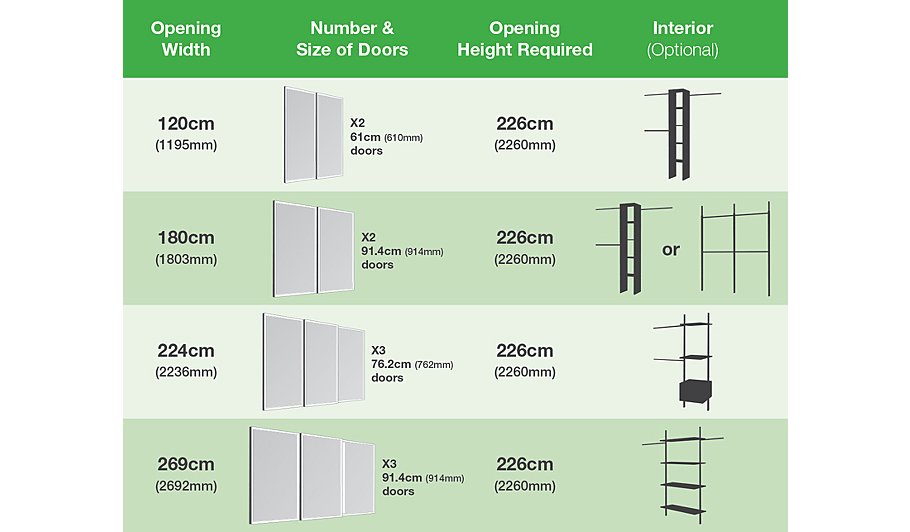 Opening
Width
Number &
Size of Doors
Opening
Height Required
Interior
(Optional)
120cm
(1195mm)
X2
61cm (610mm)
doors
226cm
(2260mm)
180cm
(1803mm)
X2
91.4cm (914mm)
doors
226cm
(2260mm)
or
224cm
(2236mm)
X3
76.2cm (762mm)
doors
226cm
(2260mm)
269cm
(2692mm)
X3
91.4cm (914mm)
doors
226cm
(2260mm)